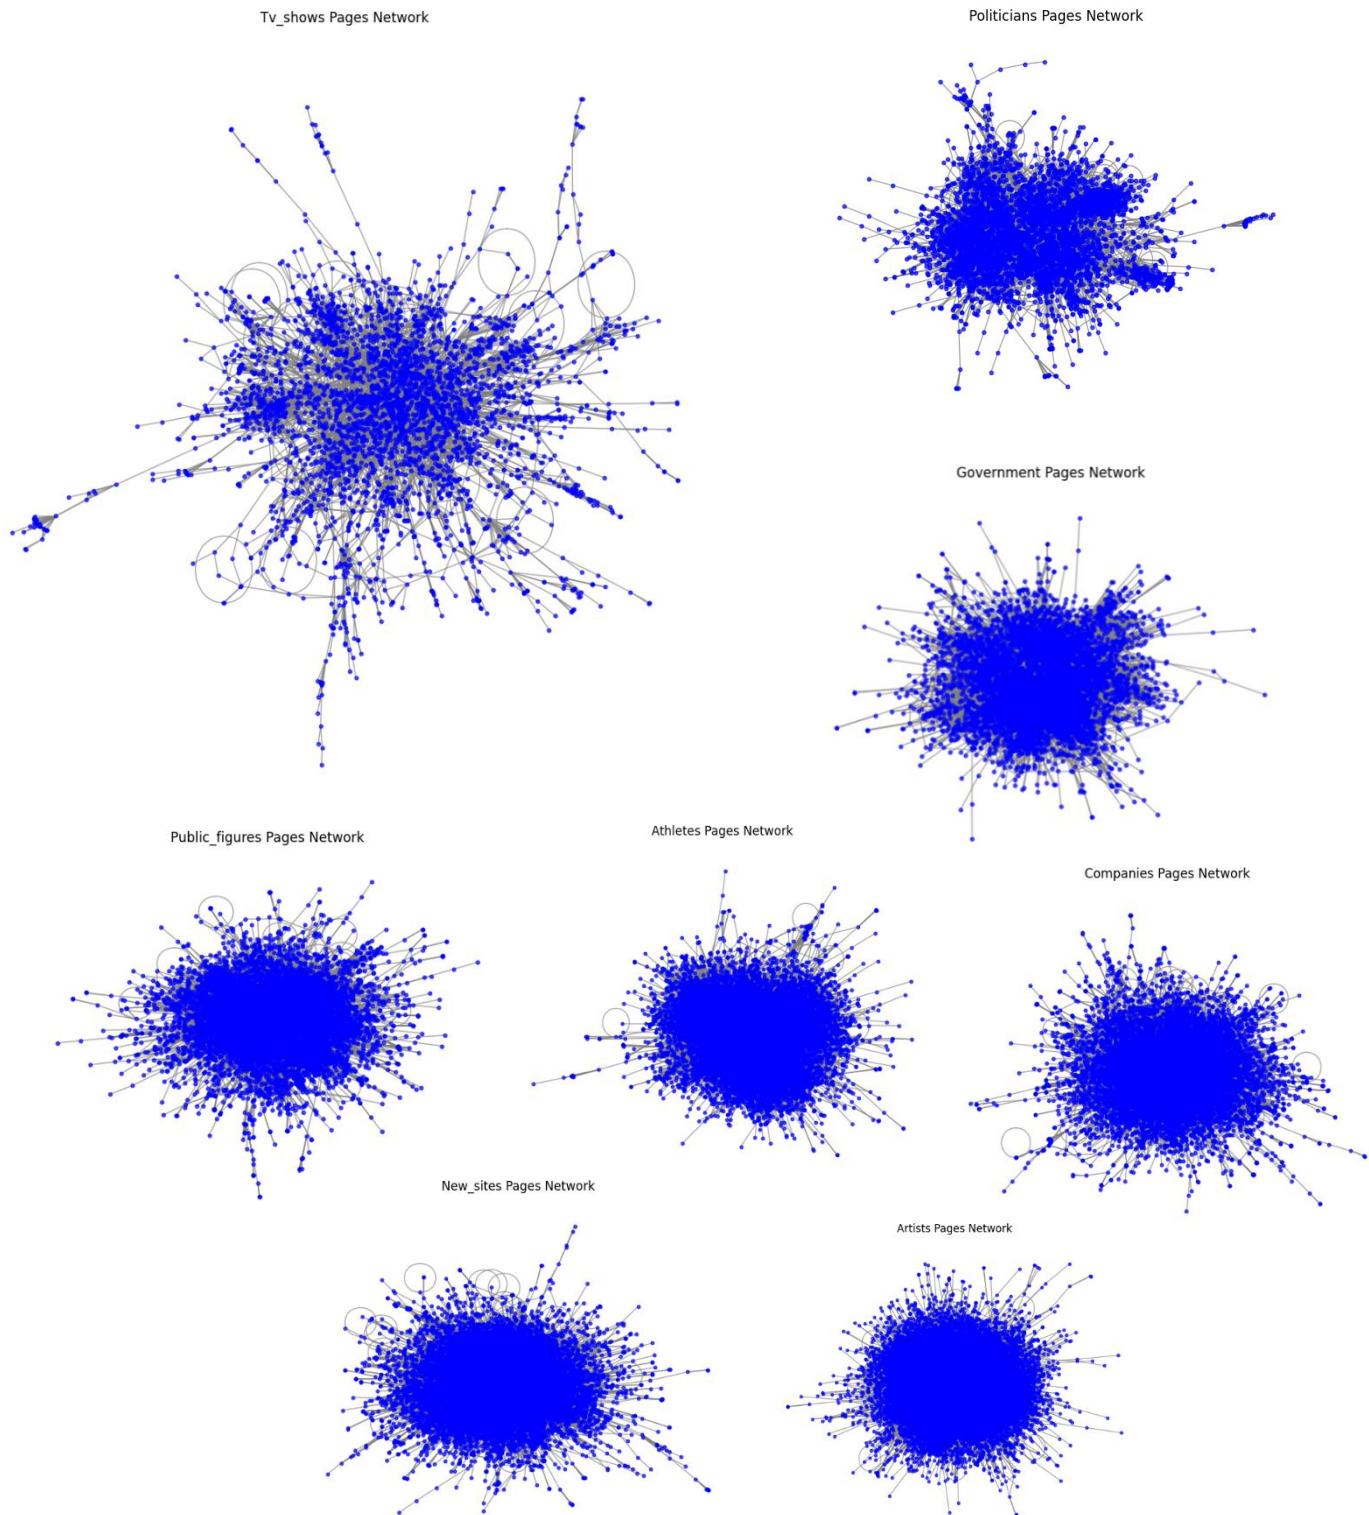 Tv_shows Pages Network
Politicians Pages Network
Government Pages Network
Public_figures Pages Network
Athletes Pages Network
Companies Pages Network
New_sites Pages Network
Artists Pages Network